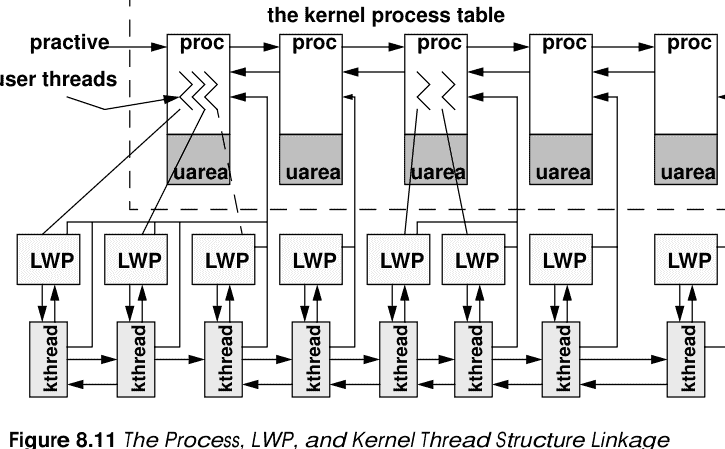 the kernel process table
practive proc proc proc proc proc
user threads
uarea uarea uarea uarea uarea
LWP LWP LWP LWP LWP LWP LWP LWP
kthread kthread kthread kthread kthread kthread kthread kthread
Figure 8.11 The Process, LWP, and Kernel Thread Structure Linkage